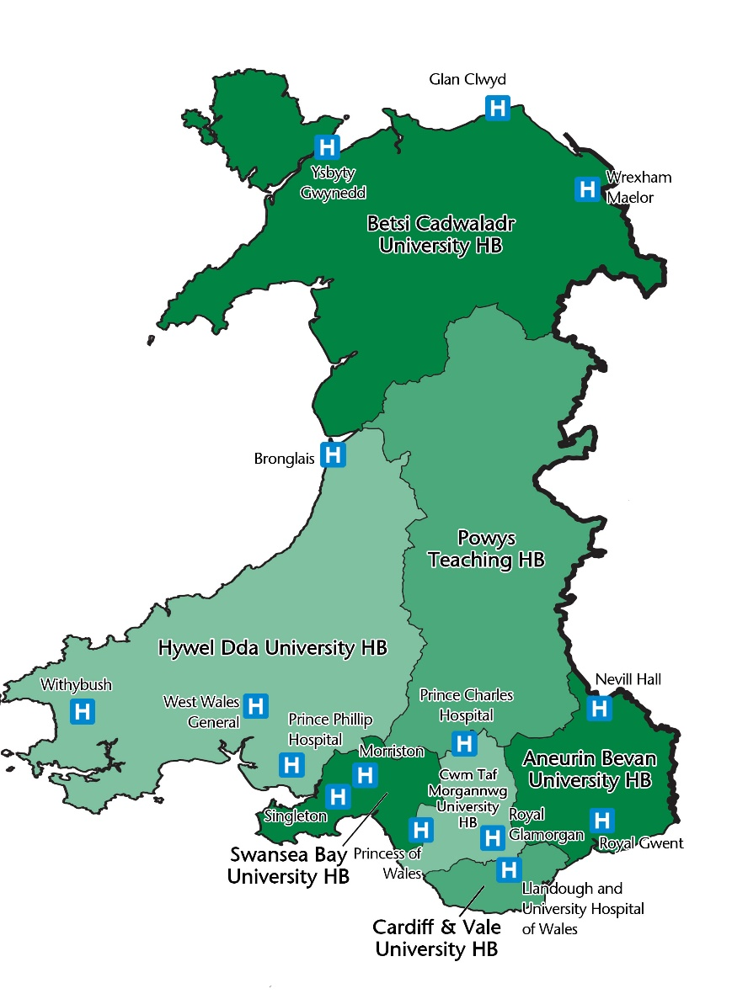 Glan Clwyd
H
H
Ysbyty
Gwynedd
H
Wrexham
Maelor
Betsi Cadwaladr
University HB
Bronglais
H
Powys
Teaching HB
Hywel Dda University HB
Withybush
H
West Wales
General
H
Prince Phillip
Hospital
H
Prince Charles
Hospital
H
Nevill Hall
H
Morriston
H
H
Singleton
Swansea Bay
University HB
Cwm Taf
Morgannwg
University
HB
Aneurin Bevan
University HB
H
Princess of
Wales
H
Royal
Glamorgan
H
Royal Gwent
H
Llandough and
University Hospital
of Wales
Cardiff & Vale
University HB